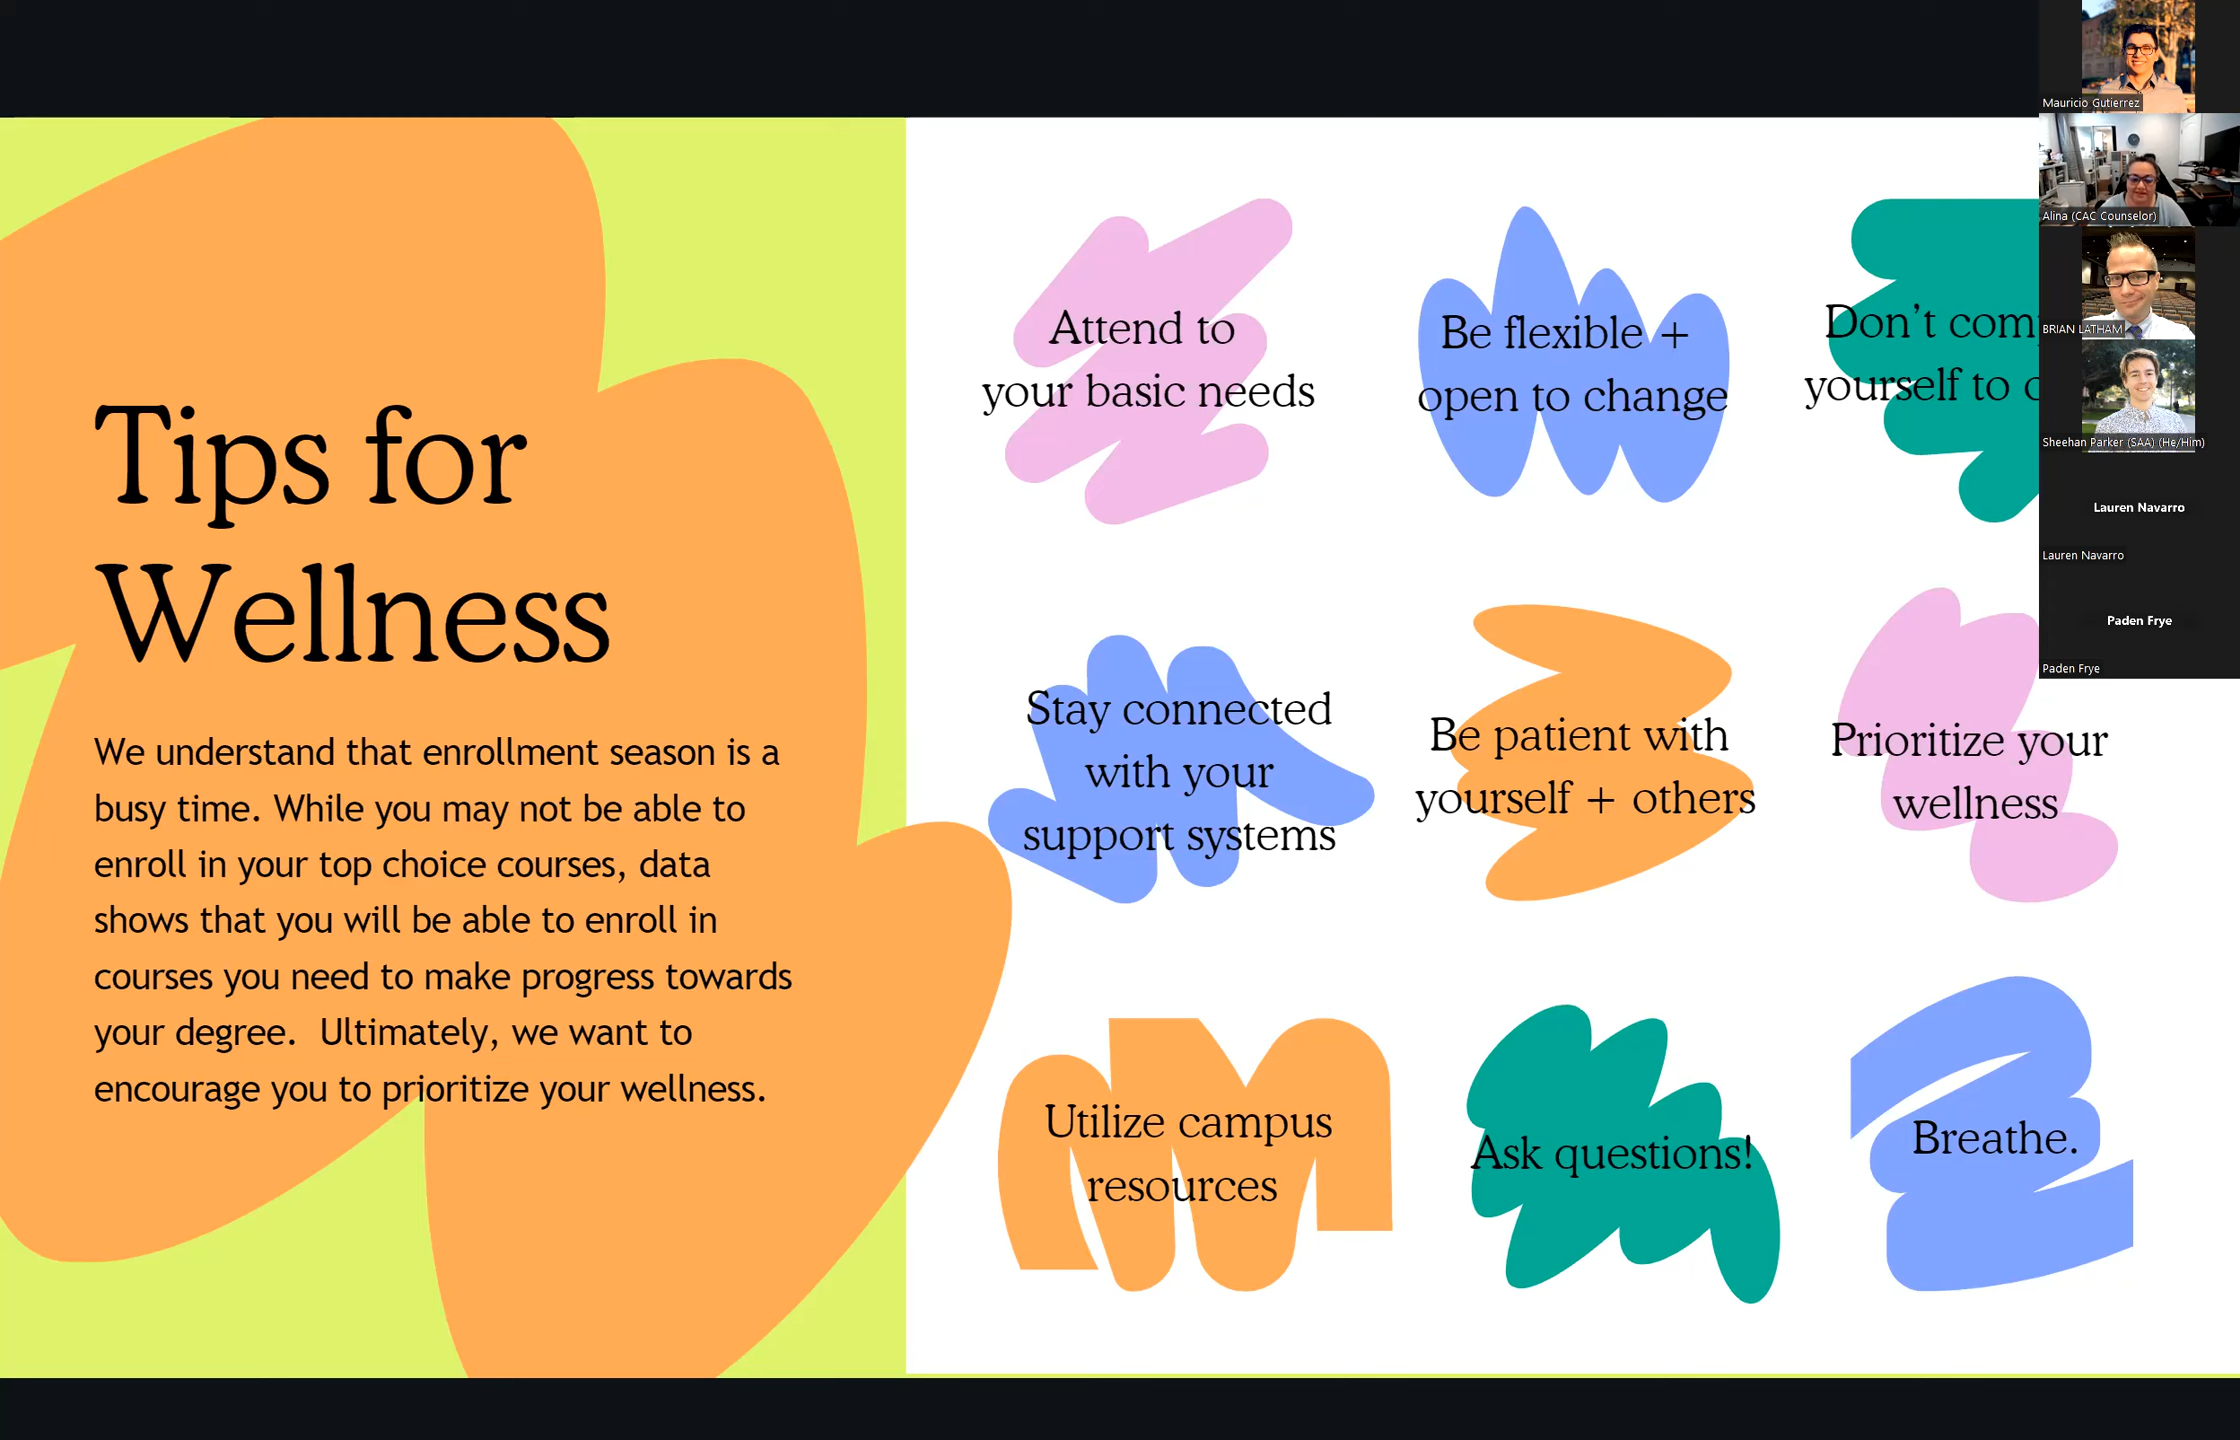 Tips for
Wellness
We understand that enrollment season is a
busy time. While you may not be able to
enroll in your top choice courses, data
shows that you will be able to enroll in
courses you need to make progress towards
your degree.  Ultimately, we want to
encourage you to prioritize your wellness.
Attend to
your basic needs
Be flexible +
open to change
Don't
yourself to
Stay connected
with your
support systems
Be patient with
yourself + others
Prioritize your
wellness
Utilize campus
resources
Ask questions!
Breathe.
Mauricio Gutierrez
Alina (CAC Counselor)
BRIAN LATHAM
Sheehan Parker (SAA) (He/Him)
Lauren Navarro
Lauren Navarro
Paden Frye
Paden Frye